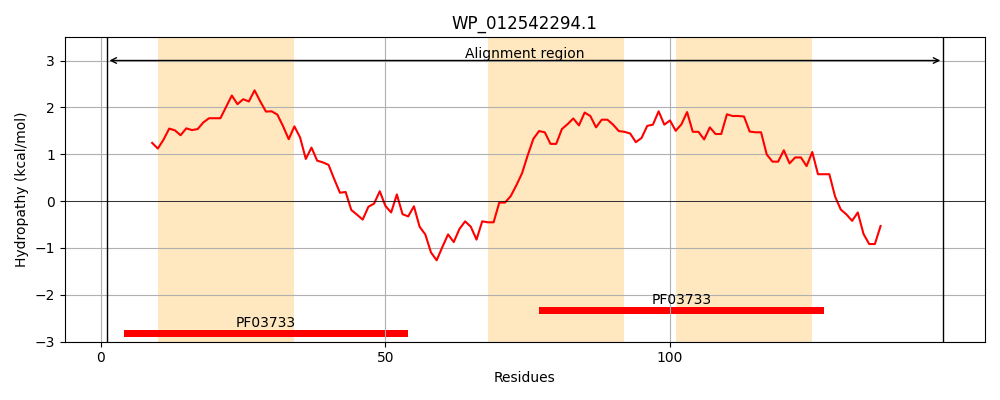 WP_012542294.1
Alignment region
3
2
1
0
−1
−2
−3
Hydropathy (kcal/mol)
PF03733
PF03733
0
50
100
Residues